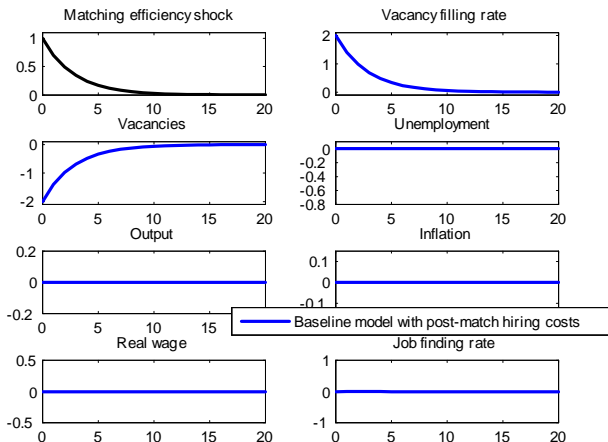 Matching efficiency shock
Vacancy filling rate
1
0.5
0
0 5 10 15 20
2
1
0
0 5 10 15 20
Vacancies
Unemployment
0
-1
-2
0 5 10 15 20
0
-0.2
-0.4
-0.6
-0.8
0 5 10 15 20
Output
Inflation
0.2
0
-0.2
0 5 10 15 20
0.1
0
-0.1
Baseline model with post-match hiring costs
Real wage
Job finding rate
0.5
0
-0.5
0 5 10 15 20
1
0
-1
0 5 10 15 20